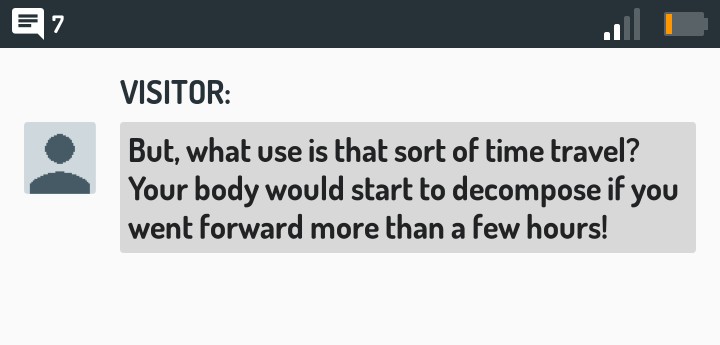 7
VISITOR:
But, what use is that sort of time travel?
Your body would start to decompose if you
went forward more than a few hours!